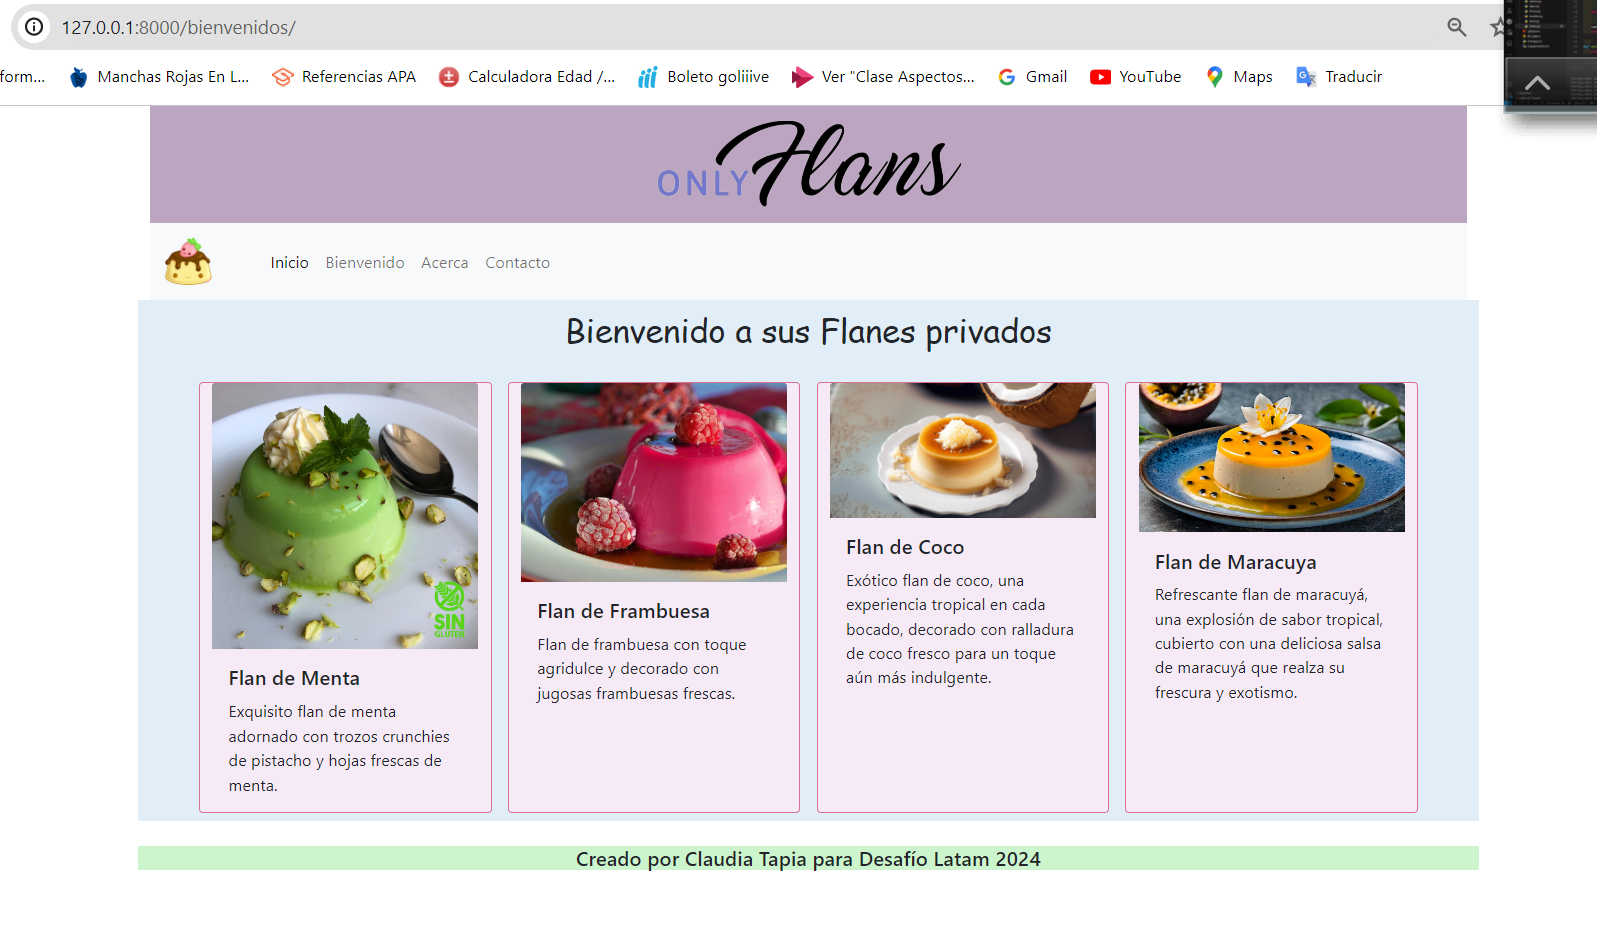 127.0.0.1:8000/bienvenidos/
form... Manchas Rojas En L... Referencias APA Calculadora Edad /... Boleto goliiive Ver "Clase Aspectos... Gmail YouTube Maps Traducir
ONLY Flans
Inicio Bienvenido Acerca Contacto
Bienvenido a sus Flanes privados
SIN
GLUTEN
Flan de Menta
Exquisito flan de menta
adornado con trozos crunchies
de pistacho y hojas frescas de
menta.
Flan de Frambuesa
Flan de frambuesa con toque
agridulce y decorado con
jugosas frambuesas frescas.
Flan de Coco
Exótico flan de coco, una
experiencia tropical en cada
bocado, decorado con ralladura
de coco fresco para un toque
aún más indulgente.
Flan de Maracuya
Refrescante flan de maracuyá,
una explosión de sabor tropical,
cubierto con una deliciosa salsa
de maracuyá que realza su
frescura y exotismo.
Creado por Claudia Tapia para Desafío Latam 2024